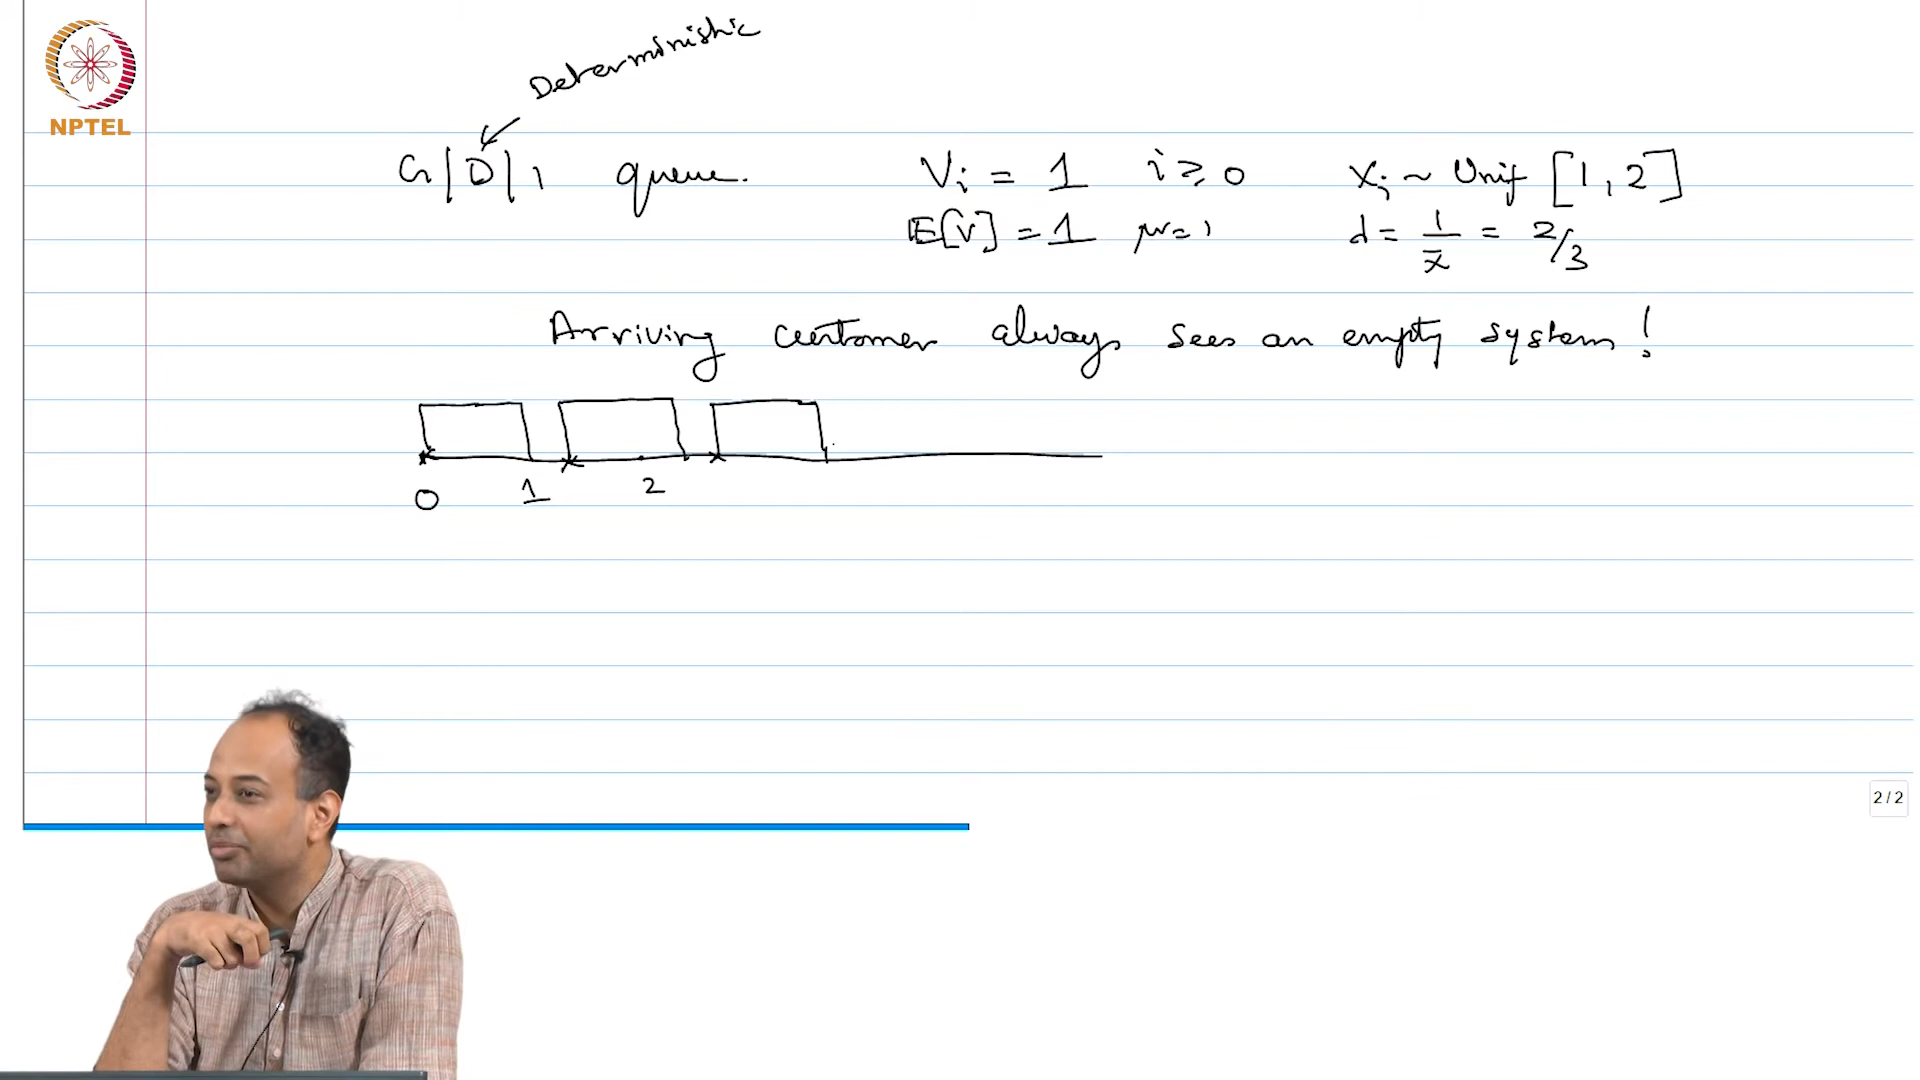 Deterministic
NPTEL
G|D|1 queue. Vi = 1 i ≥ 0 Xi ~ Unif [1, 2]
E[V] = 1 μ = 1 λ = 1/x̄ = 2/3
Arriving customer always sees an empty system!
0 1 2
2 / 2